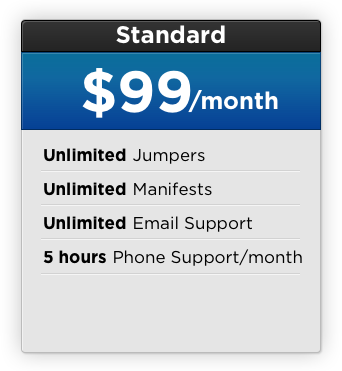 Standard
$99/month
Unlimited Jumpers
Unlimited Manifests
Unlimited Email Support
5 hours Phone Support/month